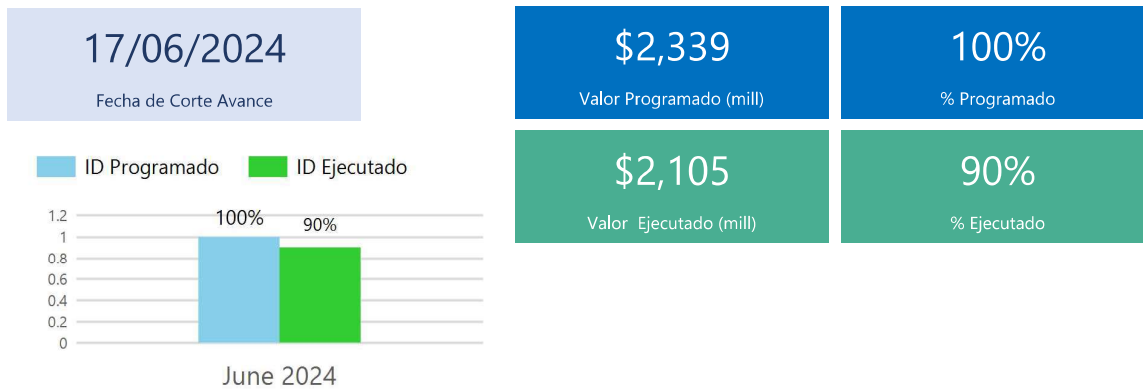 17/06/2024
Fecha de Corte Avance
$2,339
Valor Programado (mill)
100%
% Programado
$2,105
Valor Ejecutado (mill)
90%
% Ejecutado
ID Programado
ID Ejecutado
1.2
1
0.8
0.6
0.4
0.2
0
100%
90%
June 2024